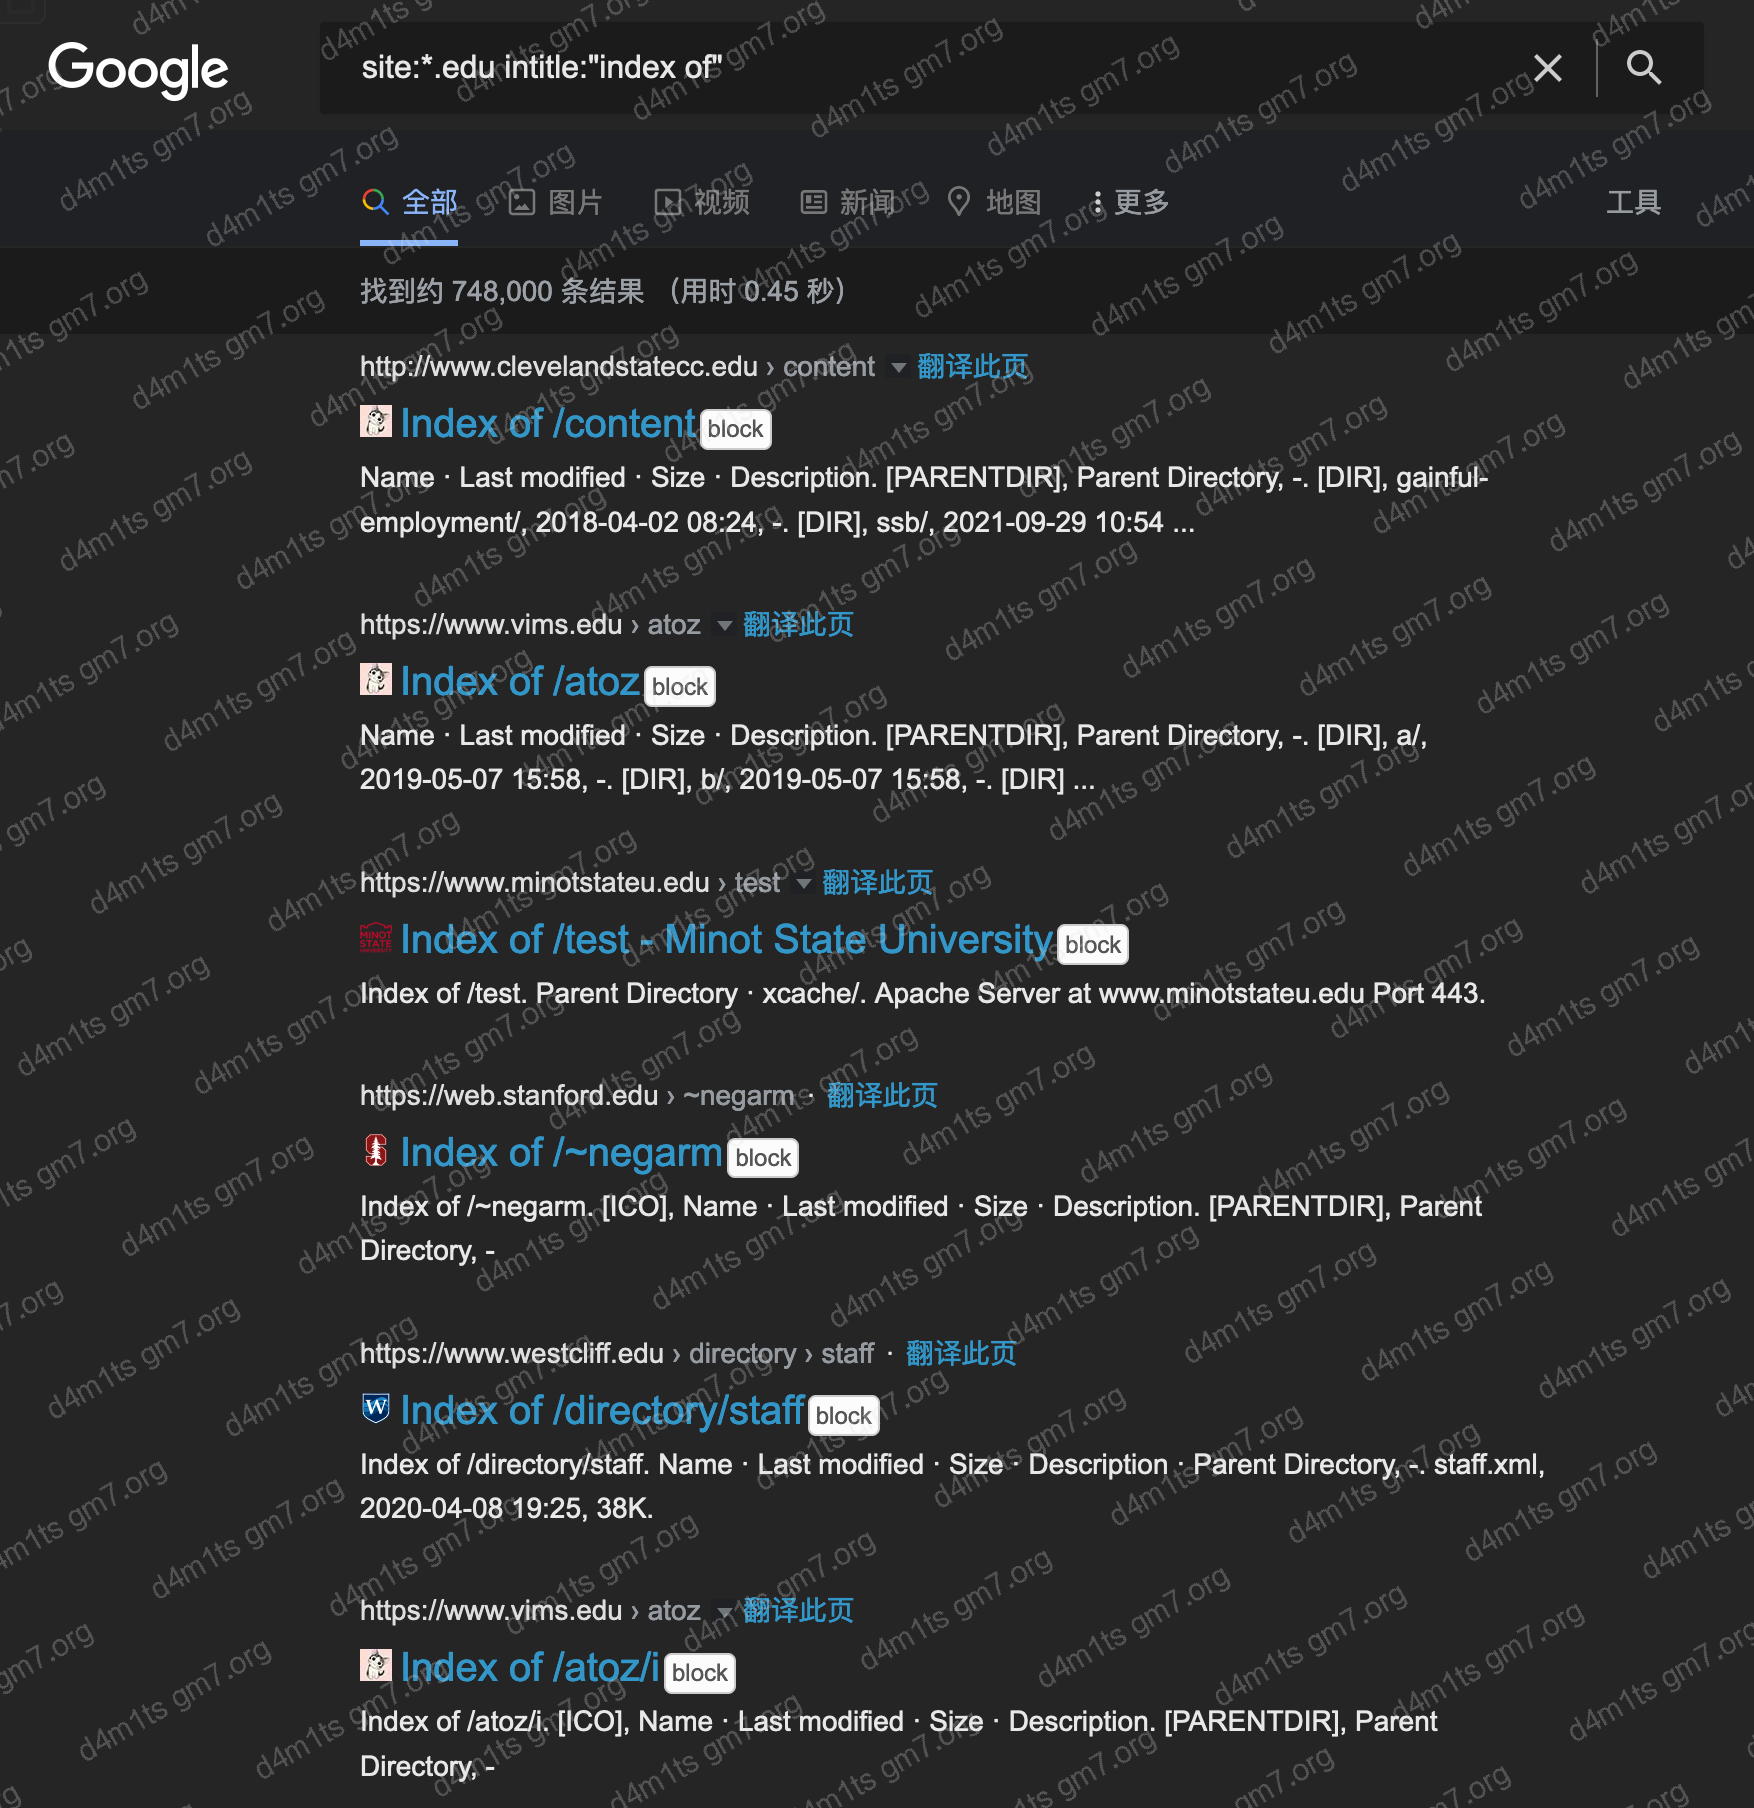 Google
site:*.edu intitle:"index of"
全部 图片 视频 新闻 地图 更多 工具
找到约 748,000 条结果 （用时 0.45 秒）
http://www.clevelandstatecc.edu › content 翻译此页
Index of /content block
Name · Last modified · Size · Description. [PARENTDIR], Parent Directory, -. [DIR], gainful-
employment/, 2018-04-02 08:24, -. [DIR], ssb/, 2021-09-29 10:54 ...
https://www.vims.edu › atoz 翻译此页
Index of /atoz block
Name · Last modified · Size · Description. [PARENTDIR], Parent Directory, -. [DIR], a/,
2019-05-07 15:58, -. [DIR], b/, 2019-05-07 15:58, -. [DIR] ...
https://www.minotstateu.edu › test 翻译此页
MINOT
STATE
Index of /test - Minot State University block
Index of /test. Parent Directory · xcache/. Apache Server at www.minotstateu.edu Port 443.
https://web.stanford.edu › ~negarm · 翻译此页
Index of /~negarm block
Index of /~negarm. [ICO], Name · Last modified · Size · Description. [PARENTDIR], Parent
Directory, -
https://www.westcliff.edu › directory › staff · 翻译此页
W
Index of /directory/staff block
Index of /directory/staff. Name · Last modified · Size · Description · Parent Directory, -. staff.xml,
2020-04-08 19:25, 38K.
https://www.vims.edu › atoz 翻译此页
Index of /atoz/i block
Index of /atoz/i. [ICO], Name · Last modified · Size · Description. [PARENTDIR], Parent
Directory, -
d4m1ts gm7.org